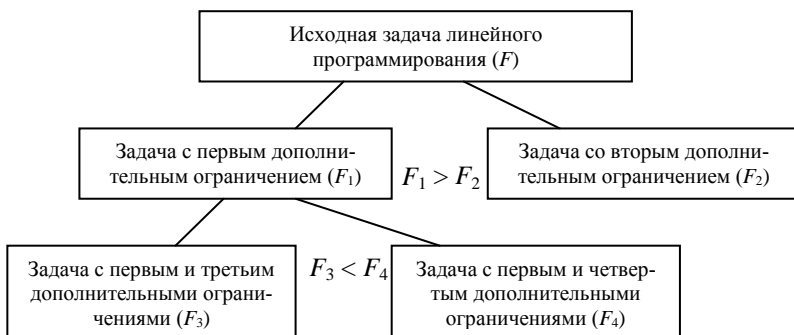 Исходная задача линейного
программирования (F)
Задача с первым дополни-
тельным ограничением (F₁)
F₁ > F₂
Задача со вторым дополни-
тельным ограничением (F₂)
Задача с первым и третьим
дополнительными ограни-
чениями (F₃)
F₃ < F₄
Задача с первым и четвер-
тым дополнительными
ограничениями (F₄)